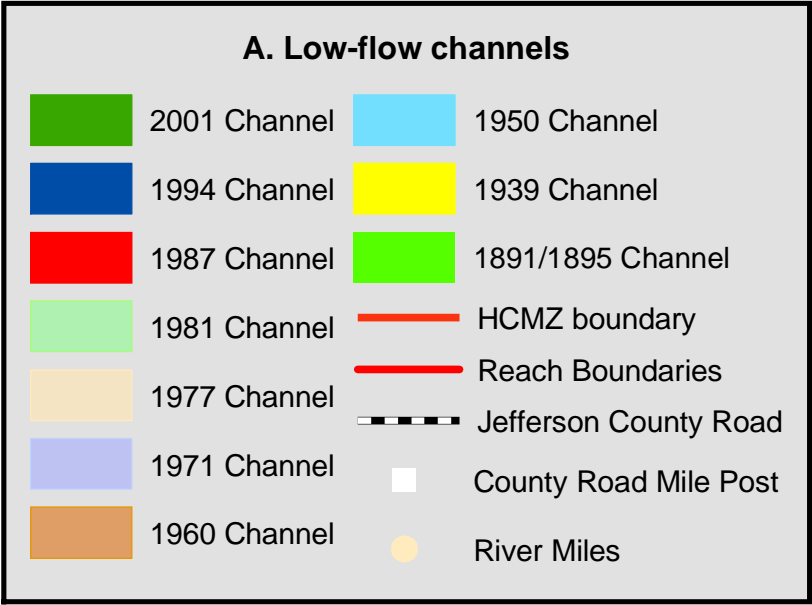 A. Low-flow channels
2001 Channel
1994 Channel
1987 Channel
1981 Channel
1977 Channel
1971 Channel
1960 Channel
1950 Channel
1939 Channel
1891/1895 Channel
HCMZ boundary
Reach Boundaries
Jefferson County Road
County Road Mile Post
River Miles